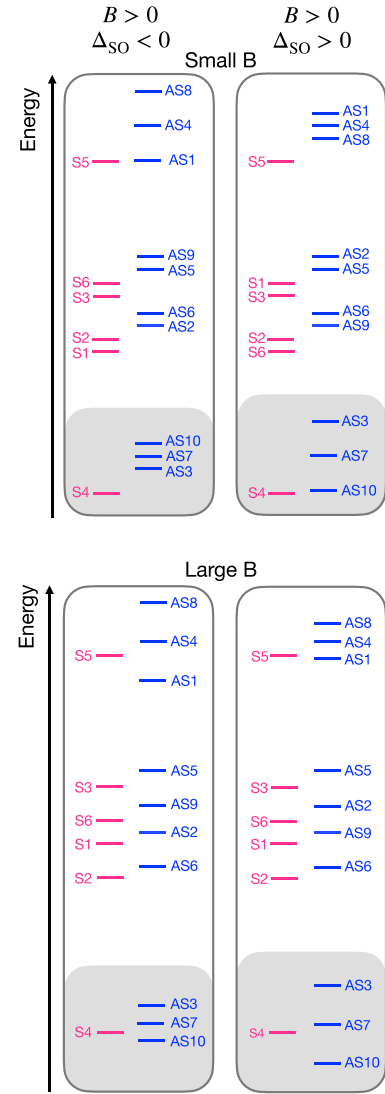 B > 0
Δ_SO < 0
B > 0
Δ_SO > 0
Small B
Energy
AS8
AS4
S5
AS1
AS9
AS5
S6
S3
AS6
AS2
S2
S1
AS10
AS7
AS3
S4
AS1
AS4
AS8
S5
AS2
AS5
S1
S3
AS6
AS9
S2
S6
AS3
AS7
S4
AS10
Large B
Energy
AS8
AS4
S5
AS1
AS5
S3
AS9
S6
AS2
S1
AS6
S2
AS3
AS7
S4
AS10
AS8
AS4
S5
AS1
AS5
S3
AS2
S6
AS9
S1
AS6
S2
AS3
AS7
S4
AS10